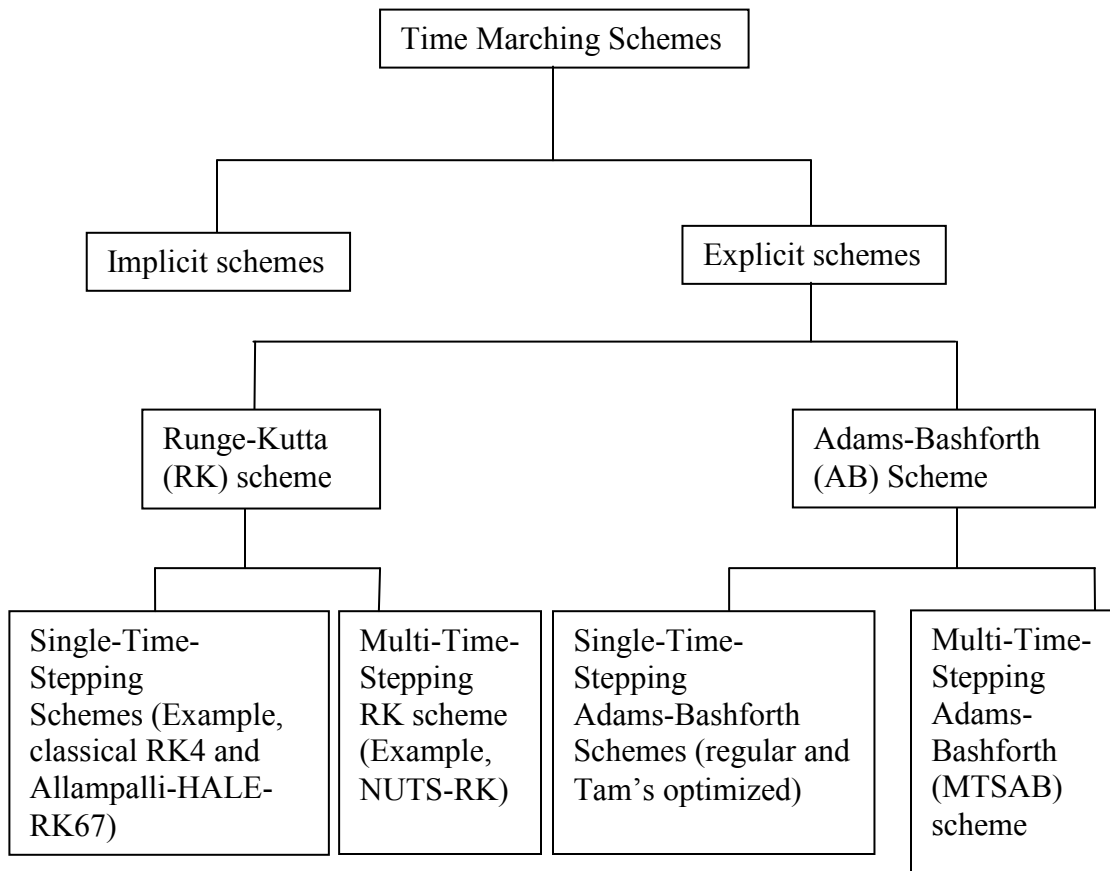 Time Marching Schemes
Implicit schemes
Explicit schemes
Runge-Kutta
(RK) scheme
Adams-Bashforth
(AB) Scheme
Single-Time-
Stepping
Schemes (Example,
classical RK4 and
Allampalli-HALE-
RK67)
Multi-Time-
Stepping
RK scheme
(Example,
NUTS-RK)
Single-Time-
Stepping
Adams-Bashforth
Schemes (regular and
Tam’s optimized)
Multi-Time-
Stepping
Adams-
Bashforth
(MTSAB)
scheme